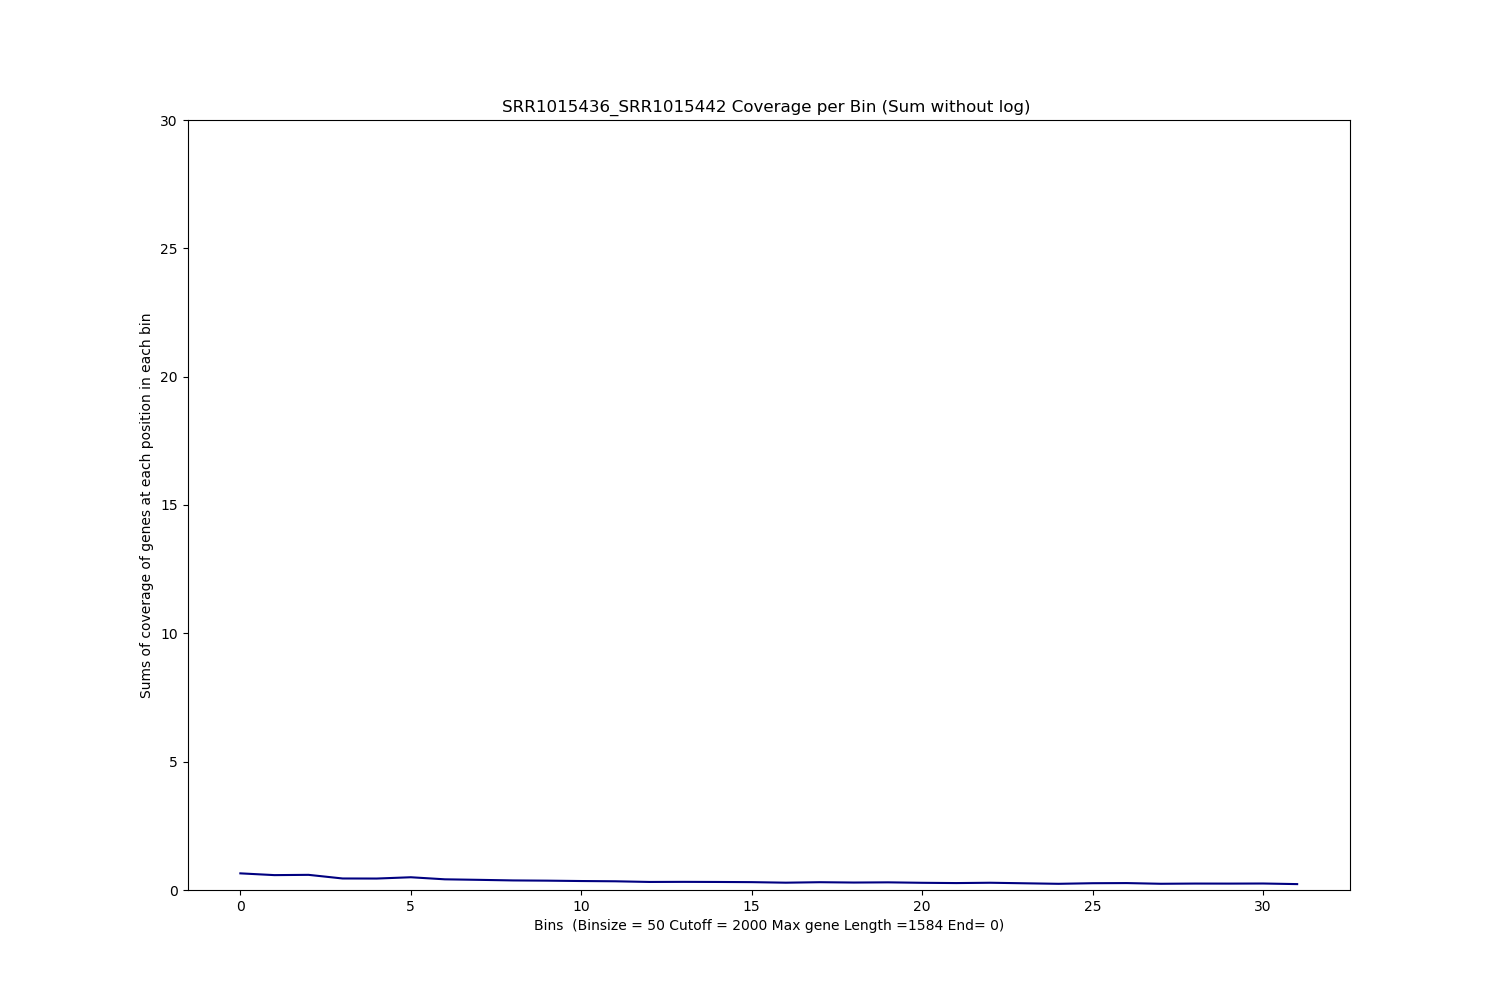 SRR1015436_SRR1015442 Coverage per Bin (Sum without log)
30
25
20
15
10
5
0
Sums of coverage of genes at each position in each bin
0 5 10 15 20 25 30
Bins  (Binsize = 50 Cutoff = 2000 Max gene Length =1584 End= 0)